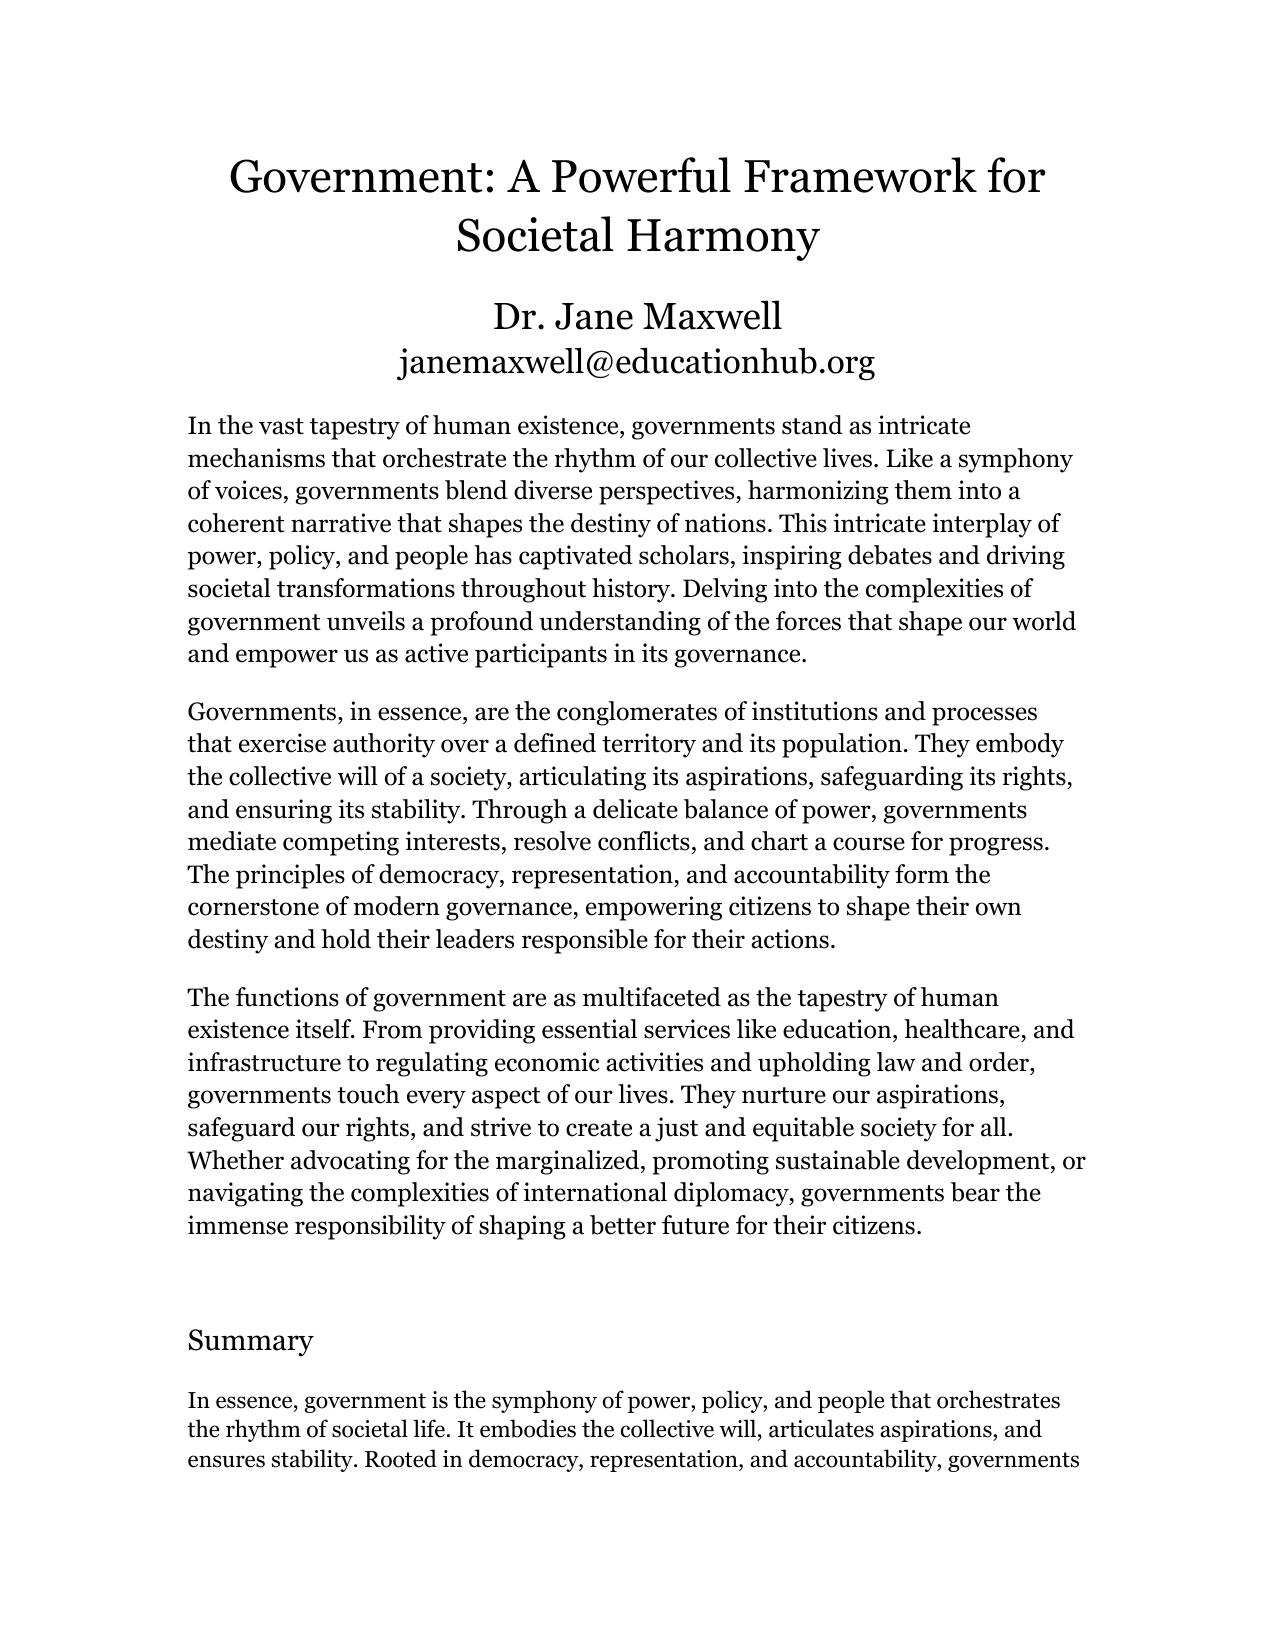 Government: A Powerful Framework for
Societal Harmony
Dr. Jane Maxwell
janemaxwell@educationhub.org
In the vast tapestry of human existence, governments stand as intricate
mechanisms that orchestrate the rhythm of our collective lives. Like a symphony
of voices, governments blend diverse perspectives, harmonizing them into a
coherent narrative that shapes the destiny of nations. This intricate interplay of
power, policy, and people has captivated scholars, inspiring debates and driving
societal transformations throughout history. Delving into the complexities of
government unveils a profound understanding of the forces that shape our world
and empower us as active participants in its governance.
Governments, in essence, are the conglomerates of institutions and processes
that exercise authority over a defined territory and its population. They embody
the collective will of a society, articulating its aspirations, safeguarding its rights,
and ensuring its stability. Through a delicate balance of power, governments
mediate competing interests, resolve conflicts, and chart a course for progress.
The principles of democracy, representation, and accountability form the
cornerstone of modern governance, empowering citizens to shape their own
destiny and hold their leaders responsible for their actions.
The functions of government are as multifaceted as the tapestry of human
existence itself. From providing essential services like education, healthcare, and
infrastructure to regulating economic activities and upholding law and order,
governments touch every aspect of our lives. They nurture our aspirations,
safeguard our rights, and strive to create a just and equitable society for all.
Whether advocating for the marginalized, promoting sustainable development, or
navigating the complexities of international diplomacy, governments bear the
immense responsibility of shaping a better future for their citizens.
Summary
In essence, government is the symphony of power, policy, and people that orchestrates
the rhythm of societal life. It embodies the collective will, articulates aspirations, and
ensures stability. Rooted in democracy, representation, and accountability, governments